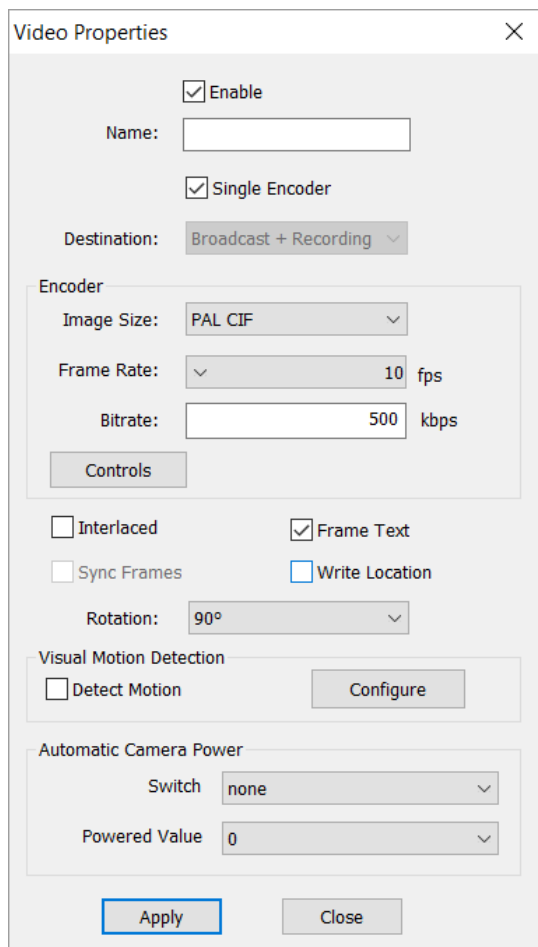 Video Properties
Enable
Name:
Single Encoder
Destination: Broadcast + Recording
Encoder
Image Size: PAL CIF
Frame Rate: 10 fps
Bitrate: 500 kbps
Controls
Interlaced Frame Text
Sync Frames Write Location
Rotation: 90º
Visual Motion Detection
Detect Motion Configure
Automatic Camera Power
Switch none
Powered Value 0
Apply Close